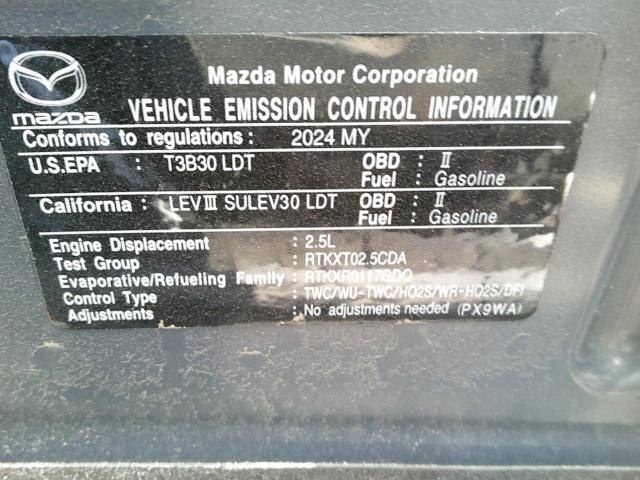 Mazda Motor Corporation
mazda VEHICLE EMISSION CONTROL INFORMATION
Conforms to regulations: 2024 MY
U.S.EPA : T3B30 LDT OBD : II
Fuel : Gasoline
California : LEV III SULEV30 LDT OBD : II
Fuel : Gasoline
Engine Displacement : 2.5L
Test Group : RTKXT02.5CDA
Evaporative/Refueling Family : RTKXR0117GDO
Control Type : TWC/WU-TWC/HO2S/WR-HO2S/DFI
Adjustments : No adjustments needed (PX9WA)